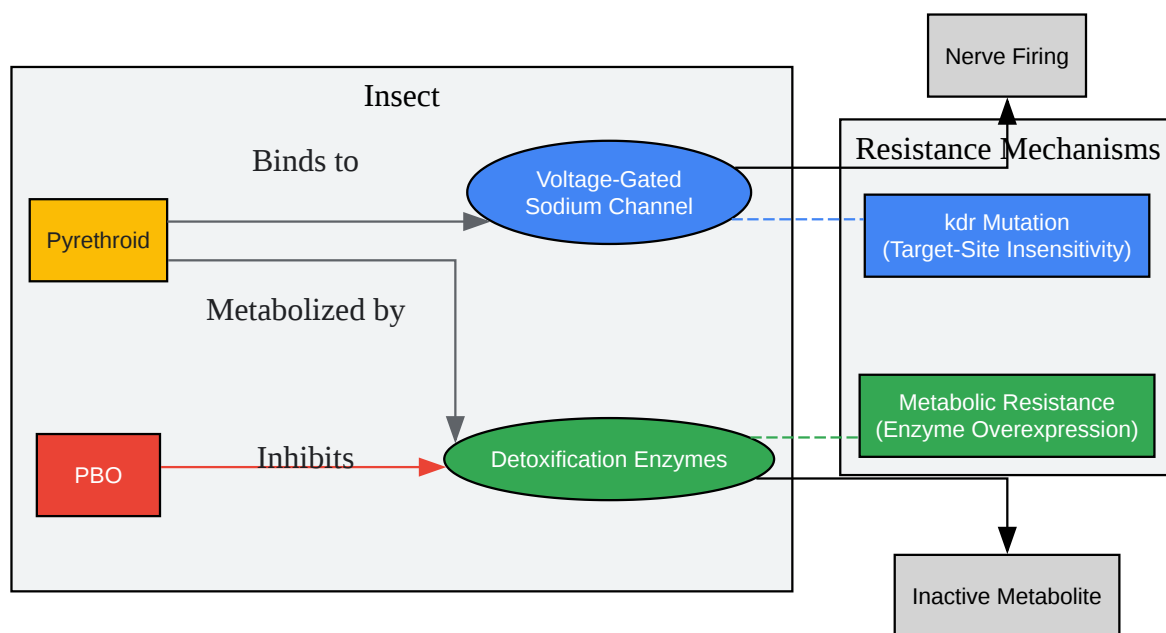 Nerve Firing
Insect
Resistance Mechanisms
Binds to
Voltage-Gated
Sodium Channel
kdr Mutation
(Target-Site Insensitivity)
Pyrethroid
Metabolized by
Metabolic Resistance
(Enzyme Overexpression)
PBO
Inhibits
Detoxification Enzymes
Inactive Metabolite